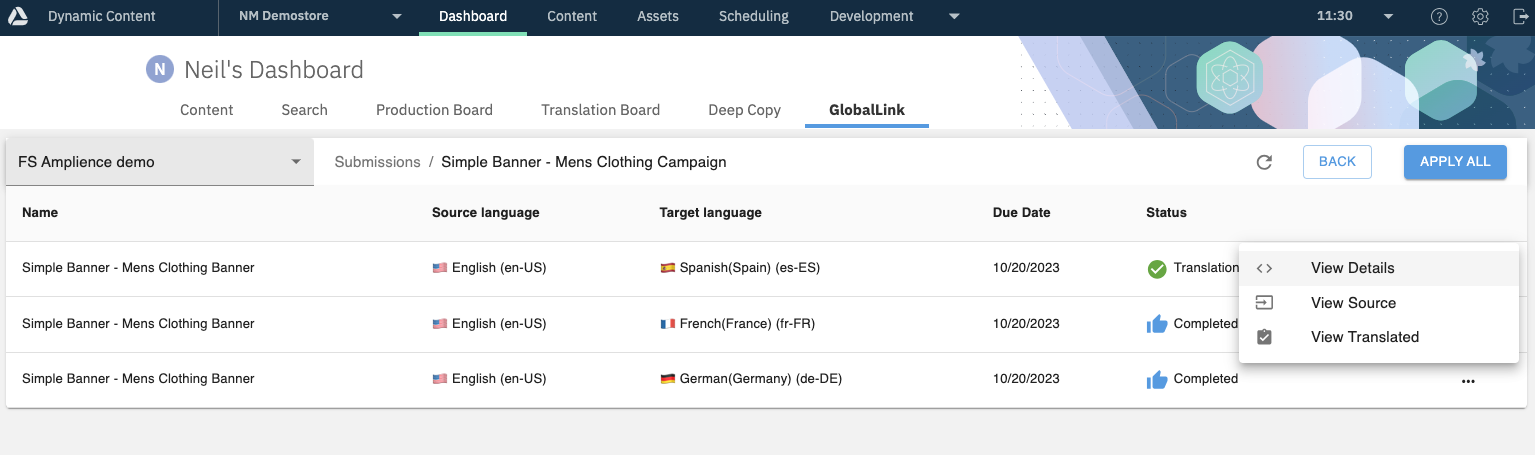 Dynamic Content NM Demostore Dashboard Content Assets Scheduling Development 11:30 ?
N Neil's Dashboard
Content Search Production Board Translation Board Deep Copy GlobalLink
FS Amplience demo Submissions / Simple Banner - Mens Clothing Campaign BACK APPLY ALL
Name Source language Target language Due Date Status
Simple Banner - Mens Clothing Banner English (en-US) Spanish(Spain) (es-ES) 10/20/2023 Translation
View Details
View Source
Simple Banner - Mens Clothing Banner English (en-US) French(France) (fr-FR) 10/20/2023 Completed
View Translated
Simple Banner - Mens Clothing Banner English (en-US) German(Germany) (de-DE) 10/20/2023 Completed